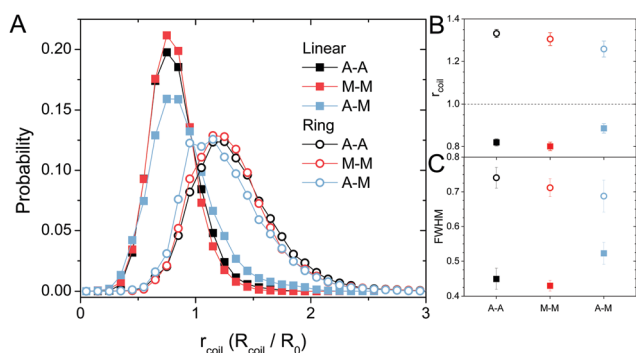 A
Probability
0.20
0.15
0.10
0.05
0.00
0
1
2
3
r_coil (R_coil / R_0)
Linear
A-A
M-M
A-M
Ring
A-A
M-M
A-M
B
r_coil
1.4
1.2
1.0
0.8
C
FWHM
0.8
0.7
0.6
0.5
0.4
A-A
M-M
A-M